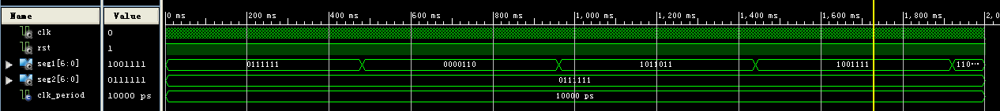 Name Value 0 ms 200 ms 400 ms 600 ms 800 ms 1,000 ms 1,200 ms 1,400 ms 1,600 ms 1,800 ms 2,0
clk 0
rst 1
seg1[6:0] 1001111 0111111 0000110 1011011 1001111 110···
seg2[6:0] 0111111 0111111
clk_period 10000 ps 10000 ps